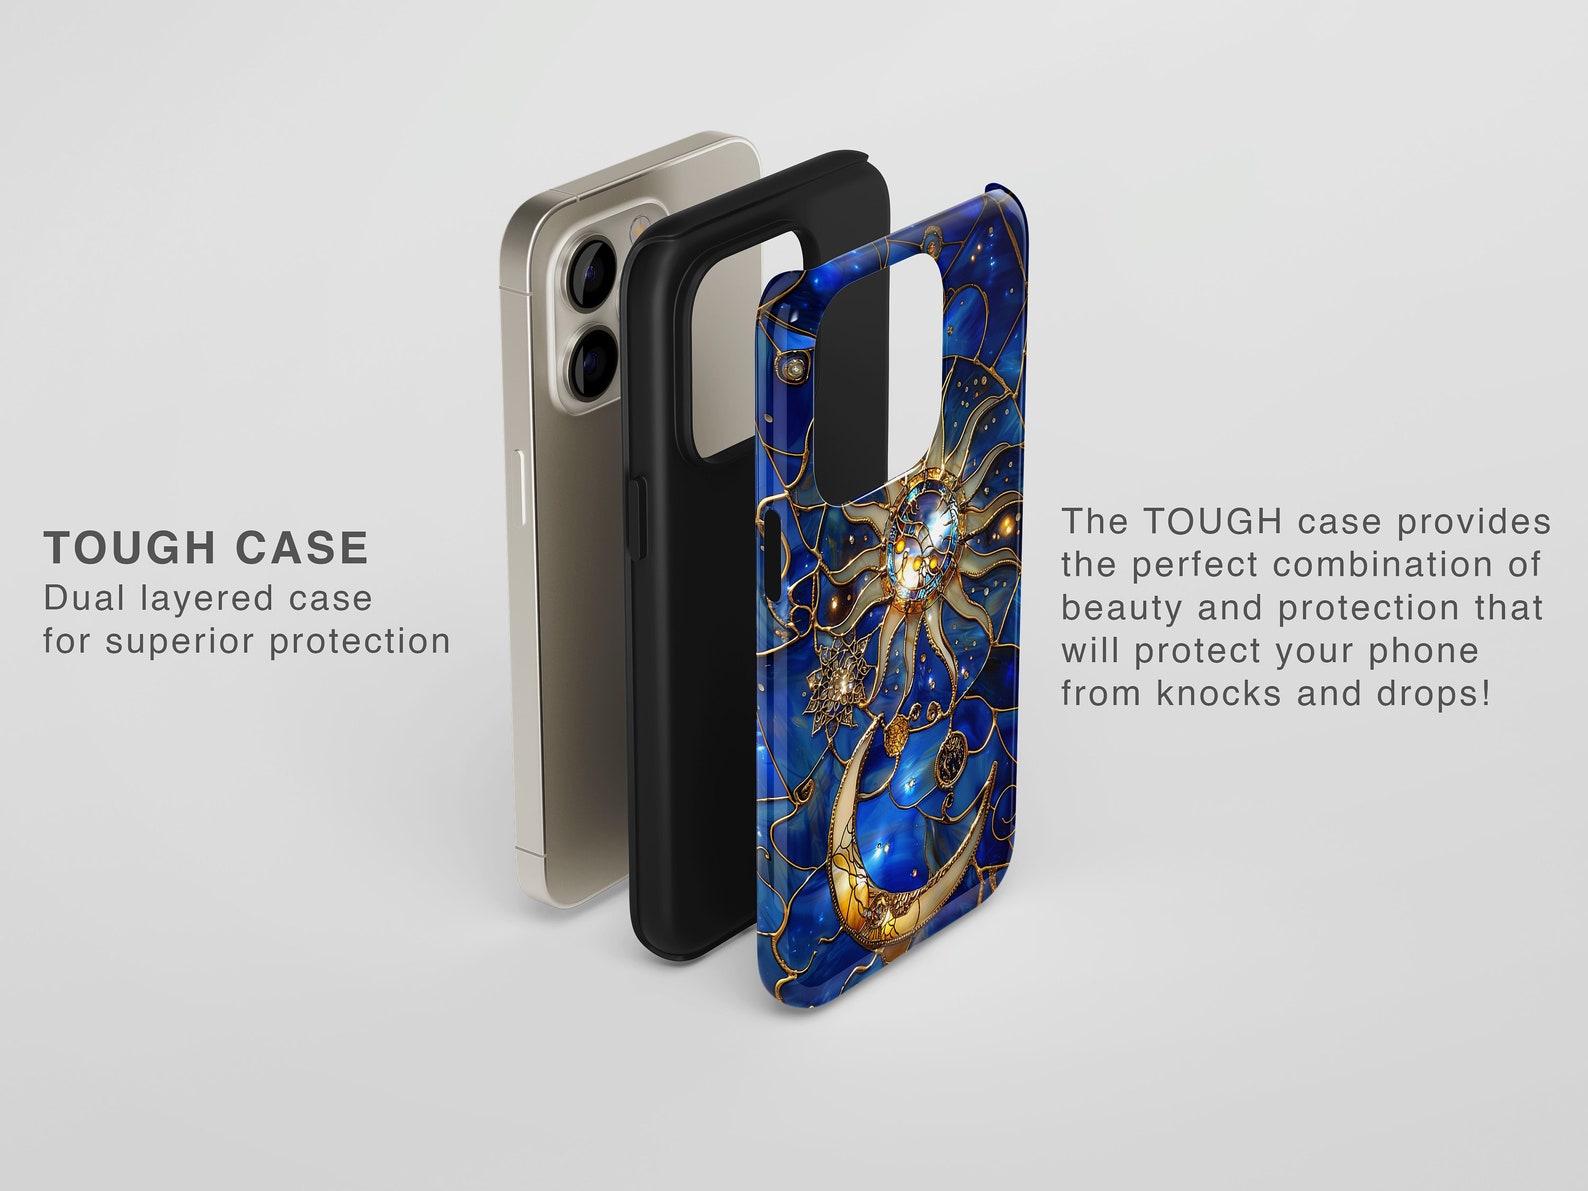 TOUGH CASE
Dual layered case
for superior protection
The TOUGH case provides
the perfect combination of
beauty and protection that
will protect your phone
from knocks and drops!